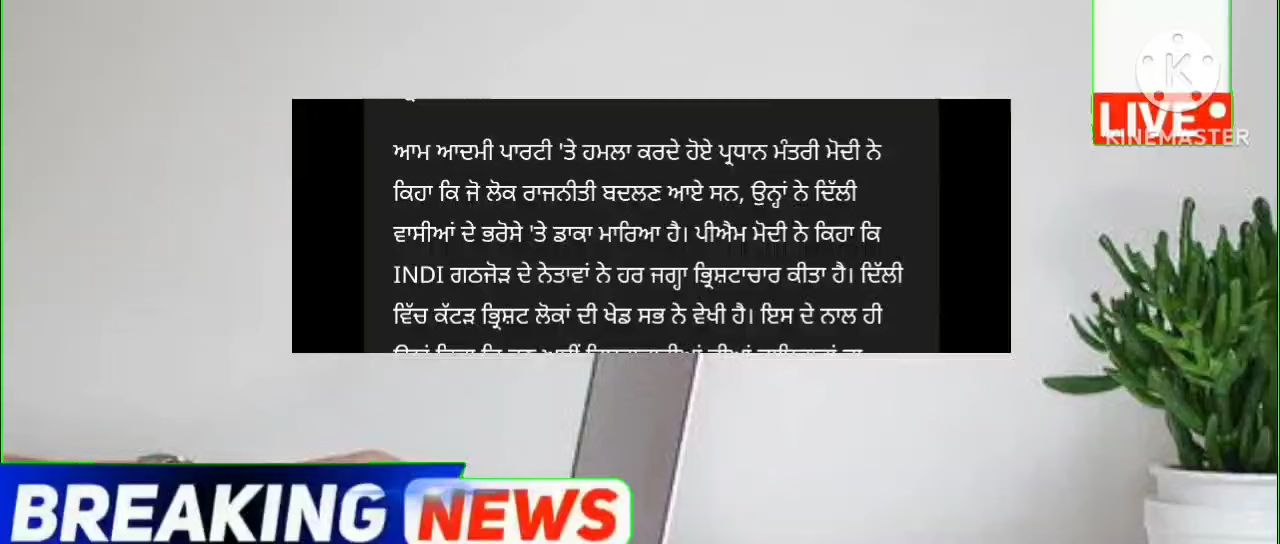 LIVE
KINEMASTER
ਆਮ ਆਦਮੀ ਪਾਰਟੀ 'ਤੇ ਹਮਲਾ ਕਰਦੇ ਹੋਏ ਪ੍ਰਧਾਨ ਮੰਤਰੀ ਮੋਦੀ ਨੇ
ਕਿਹਾ ਕਿ ਜੋ ਲੋਕ ਰਾਜਨੀਤੀ ਬਦਲਣ ਆਏ ਸਨ, ਉਨ੍ਹਾਂ ਨੇ ਦਿੱਲੀ
ਵਾਸੀਆਂ ਦੇ ਭਰੋਸੇ 'ਤੇ ਡਾਕਾ ਮਾਰਿਆ ਹੈ। ਪੀਐਮ ਮੋਦੀ ਨੇ ਕਿਹਾ ਕਿ
INDI ਗਠਜੋੜ ਦੇ ਨੇਤਾਵਾਂ ਨੇ ਹਰ ਜਗ੍ਹਾ ਭ੍ਰਿਸ਼ਟਾਚਾਰ ਕੀਤਾ ਹੈ। ਦਿੱਲੀ
ਵਿੱਚ ਕੱਟੜ ਭ੍ਰਿਸ਼ਟ ਲੋਕਾਂ ਦੀ ਖੇਡ ਸਭ ਨੇ ਵੇਖੀ ਹੈ। ਇਸ ਦੇ ਨਾਲ ਹੀ
BREAKING NEWS